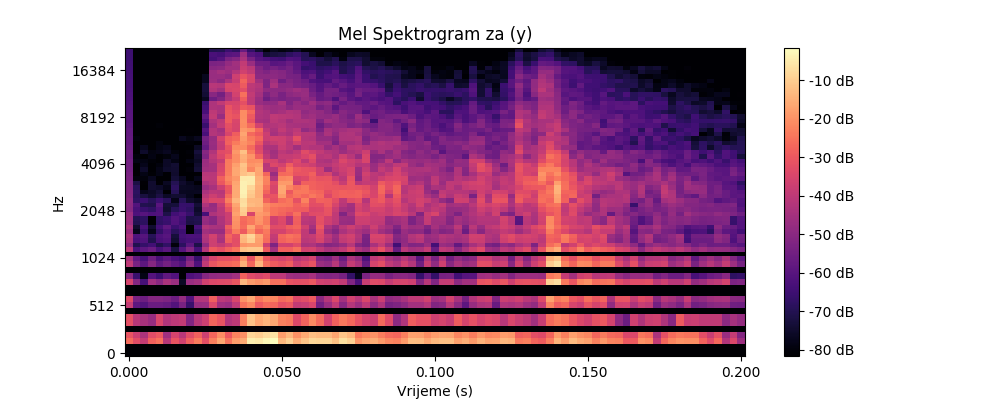 Mel Spektrogram za (y)
Hz
16384
8192
4096
2048
1024
512
0
0.000 0.050 0.100 0.150 0.200
Vrijeme (s)
-10 dB
-20 dB
-30 dB
-40 dB
-50 dB
-60 dB
-70 dB
-80 dB